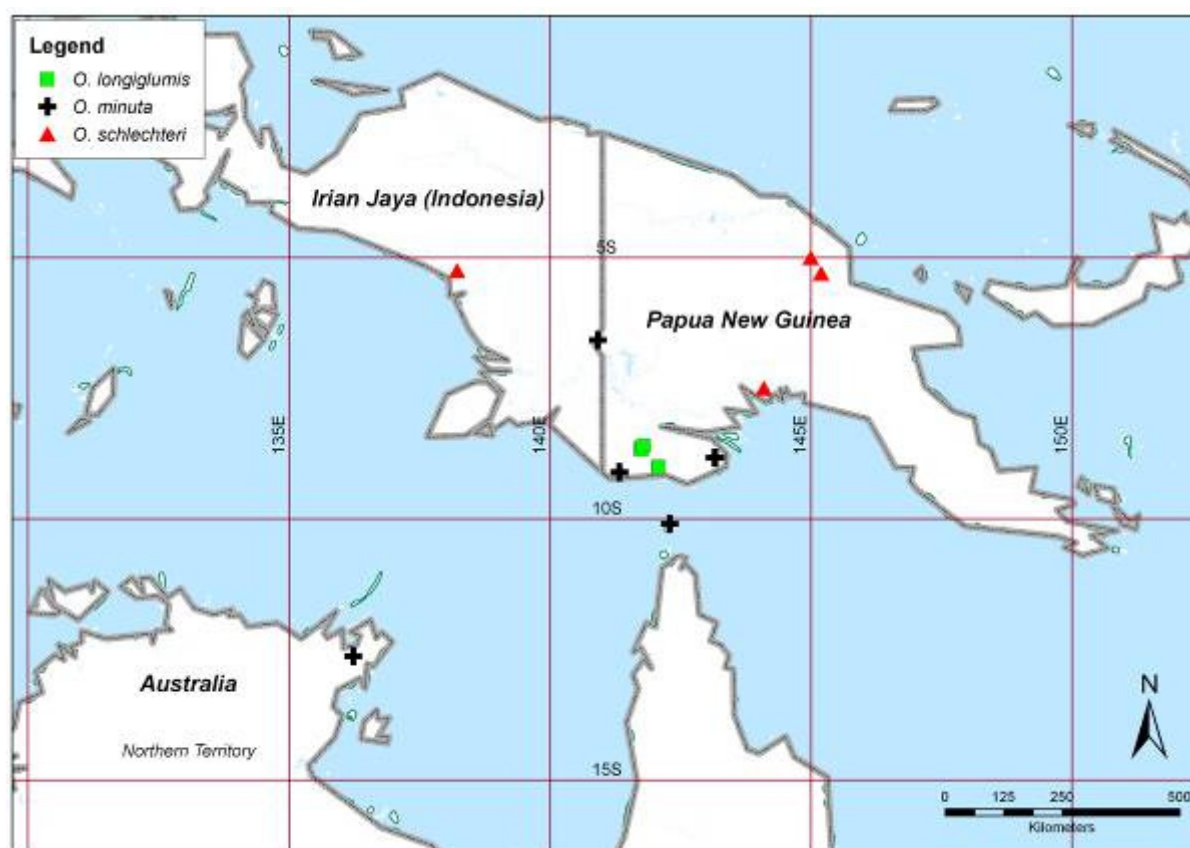 Legend
O. longiglumis
O. minuta
O. schlechteri
Irian Jaya (Indonesia)
5S
Papua New Guinea
135E
140E
145E
150E
10S
Australia
Northern Territory
15S
N
0 125 250 500
Kilometers